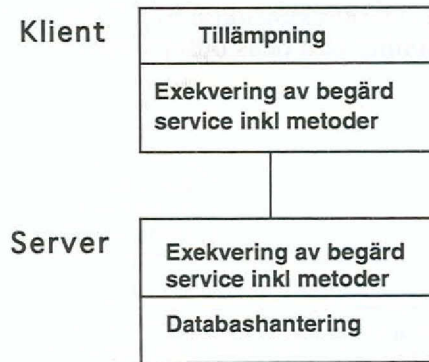 Klient
Tillämpning
Exekvering av begärd
service inkl metoder
Server
Exekvering av begärd
service inkl metoder
Databashantering